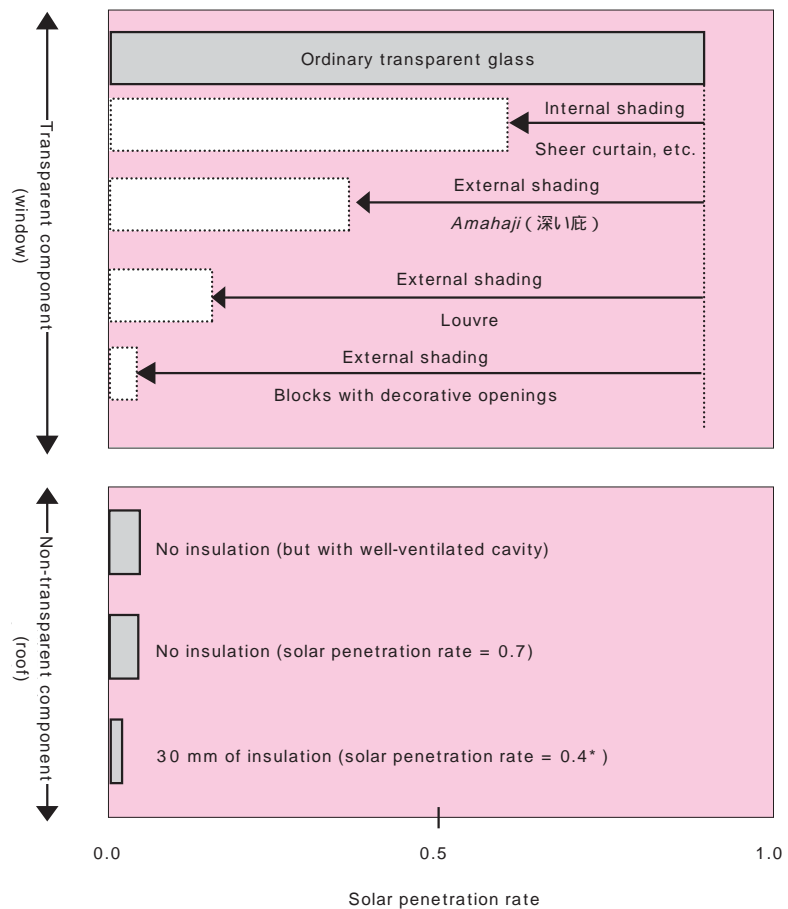 Transparent component
(window)
Ordinary transparent glass
Internal shading
Sheer curtain, etc.
External shading
Amahaji ( 深い庇 )
External shading
Louvre
External shading
Blocks with decorative openings
Non-transparent component
(roof)
No insulation (but with well-ventilated cavity)
No insulation (solar penetration rate = 0.7)
30 mm of insulation (solar penetration rate = 0.4* )
0.0 0.5 1.0
Solar penetration rate